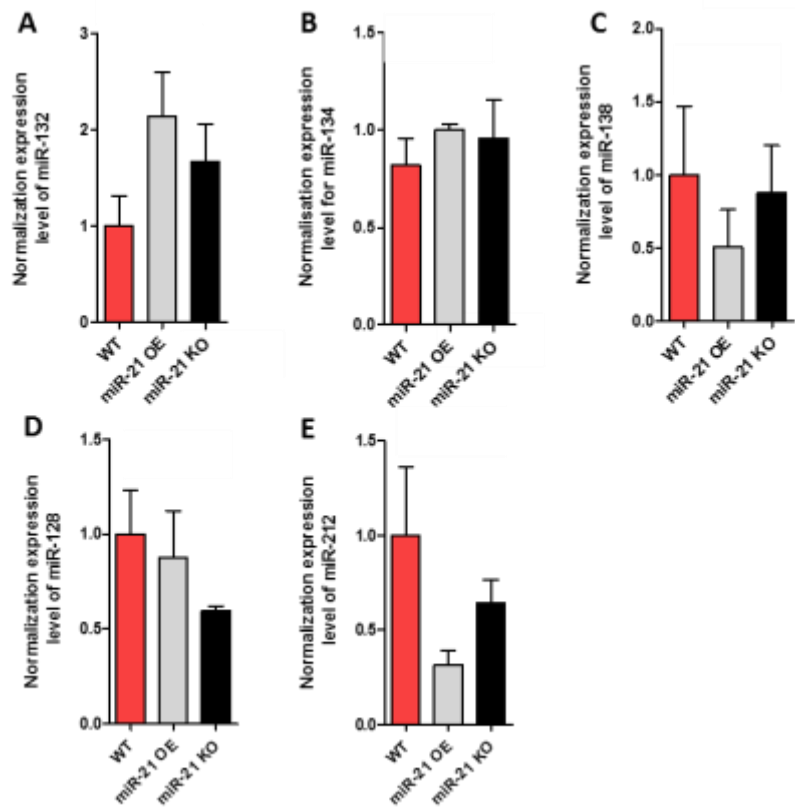 A
Normalization expression
level of miR-132
3
2
1
0
WT
miR-21 OE
miR-21 KO
B
Normalisation expression
level for miR-134
1.5
1.0
0.5
0.0
WT
miR-21 OE
miR-21 KO
C
Normalization expression
level of miR-138
2.0
1.5
1.0
0.5
0.0
WT
miR-21 OE
miR-21 KO
D
Normalization expression
level of miR-128
1.5
1.0
0.5
0.0
WT
miR-21 OE
miR-21 KO
E
Normalization expression
level of miR-212
1.5
1.0
0.5
0.0
WT
miR-21 OE
miR-21 KO